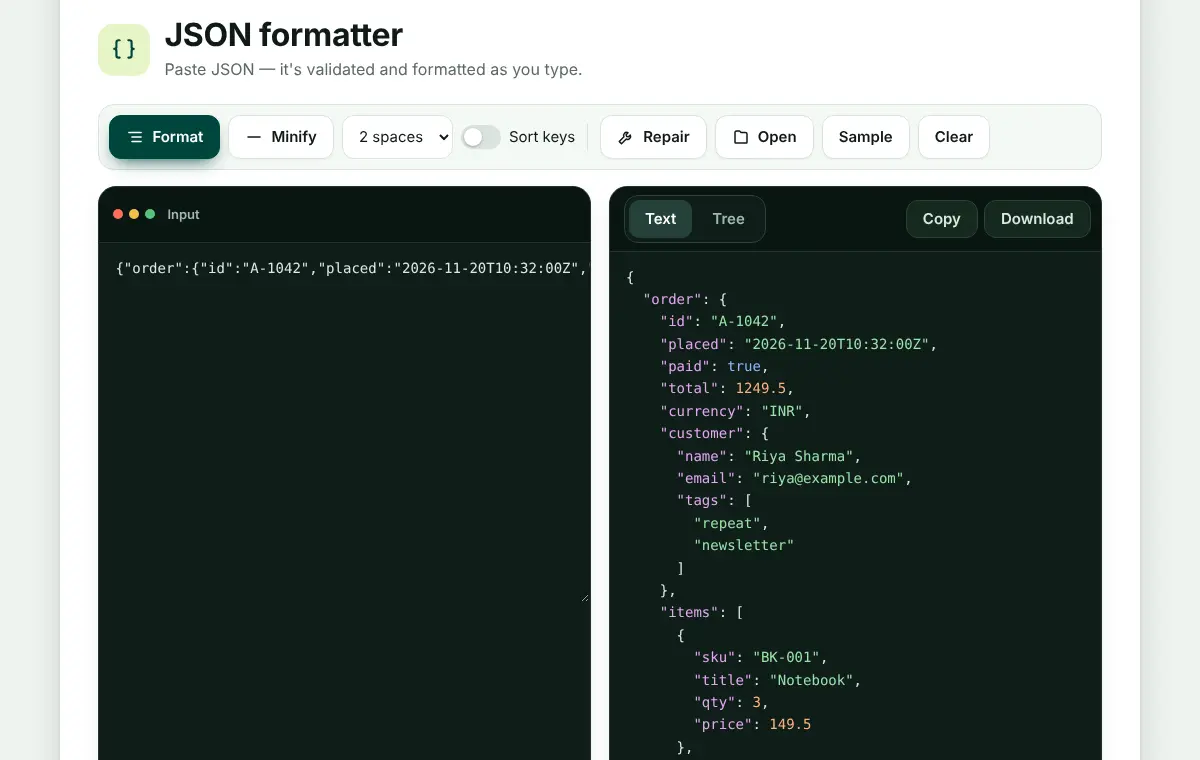 { }
JSON formatter
Paste JSON — it's validated and formatted as you type.
Format Minify 2 spaces Sort keys Repair Open Sample Clear
Input
{"order":{"id":"A-1042","placed":"2026-11-20T10:32:00Z",
Text Tree Copy Download
{
  "order": {
    "id": "A-1042",
    "placed": "2026-11-20T10:32:00Z",
    "paid": true,
    "total": 1249.5,
    "currency": "INR",
    "customer": {
      "name": "Riya Sharma",
      "email": "riya@example.com",
      "tags": [
        "repeat",
        "newsletter"
      ]
    },
    "items": [
      {
        "sku": "BK-001",
        "title": "Notebook",
        "qty": 3,
        "price": 149.5
      },